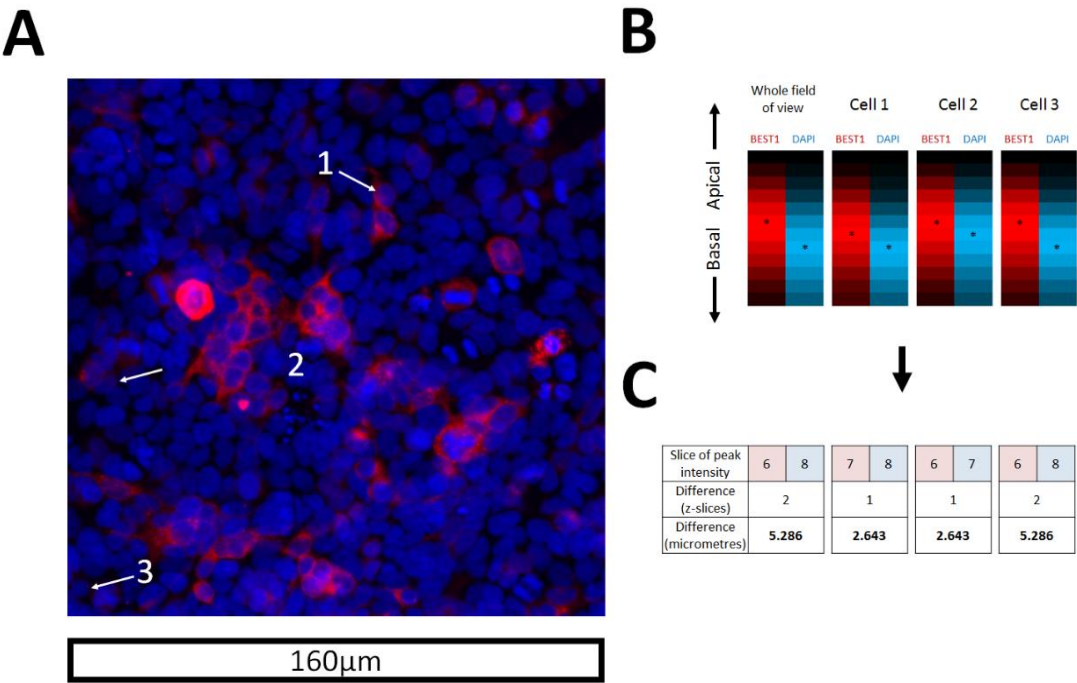 A
1
2
3
160µm
B
Whole field of view
Cell 1
Cell 2
Cell 3
BEST1 DAPI BEST1 DAPI BEST1 DAPI BEST1 DAPI
Apical
Basal
* * * * * * * *
C
Slice of peak intensity 6 8 7 8 6 7 6 8
Difference (z-slices) 2 1 1 2
Difference (micrometres) 5.286 2.643 2.643 5.286